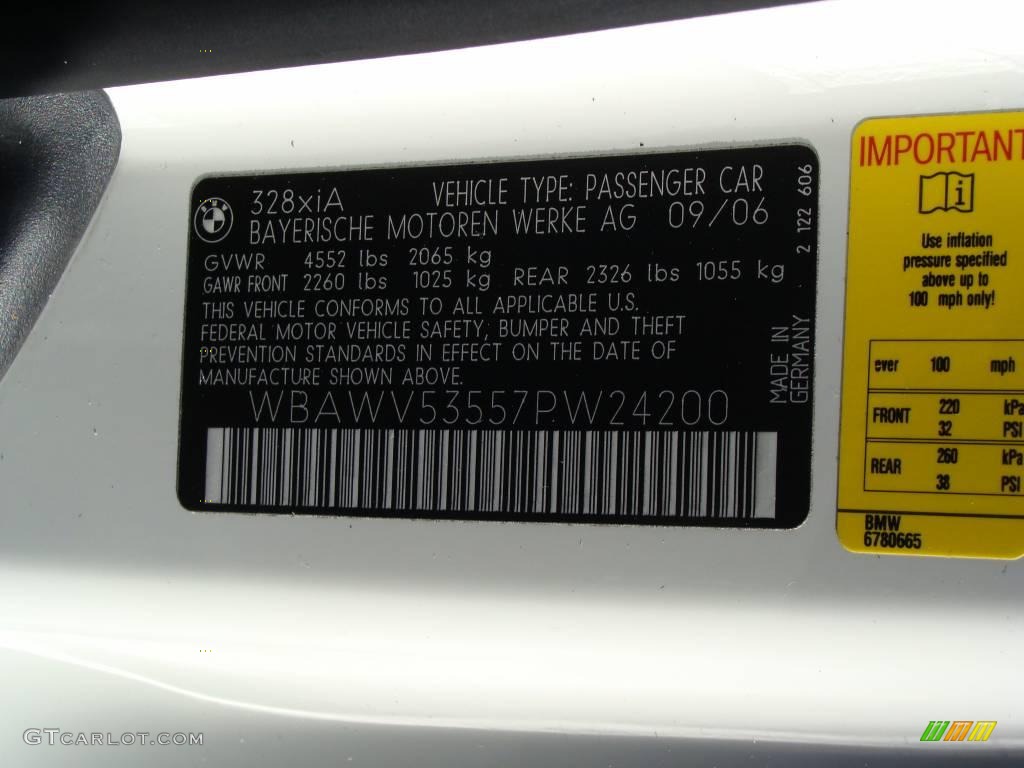 BMW
328xiA VEHICLE TYPE: PASSENGER CAR
BAYERISCHE MOTOREN WERKE AG 09/06
GVWR 4552 lbs 2065 kg
GAWR FRONT 2260 lbs 1025 kg REAR 2326 lbs 1055 kg
THIS VEHICLE CONFORMS TO ALL APPLICABLE U.S.
FEDERAL MOTOR VEHICLE SAFETY, BUMPER AND THEFT
PREVENTION STANDARDS IN EFFECT ON THE DATE OF
MANUFACTURE SHOWN ABOVE.
WBAWV53557PW24200
2 122 606
MADE IN
GERMANY
IMPORTANT
i
Use inflation
pressure specified
above up to
100 mph only!
over 100 mph
FRONT 220 kPa
32 PSI
REAR 260 kPa
38 PSI
BMW
6780665
GTCARLOT.COM